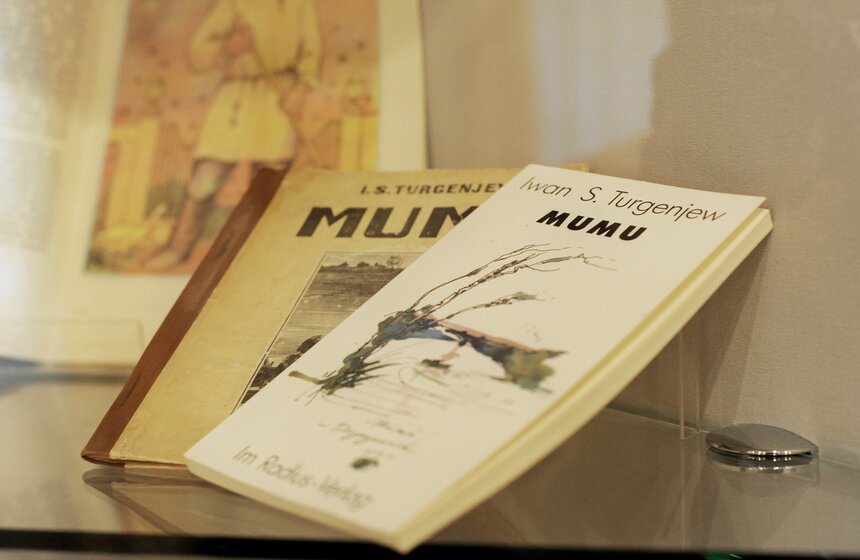 I. S. TURGENJEW
MUMU
Iwan S. Turgenjew
MUMU
Im Radius-Verlag